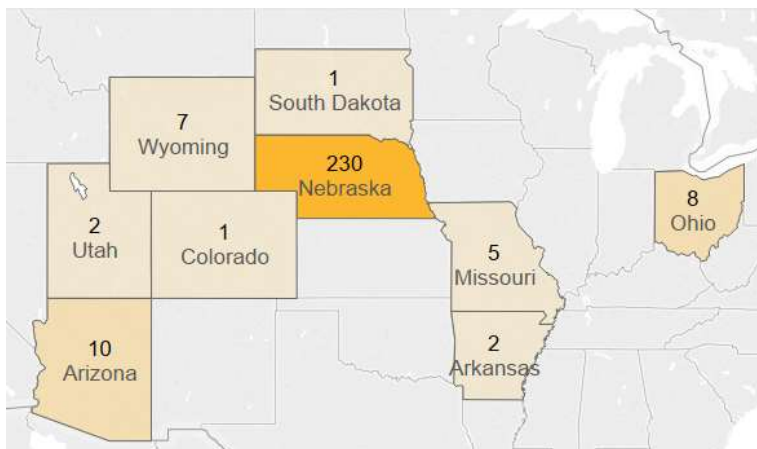 1
South Dakota
7
Wyoming
230
Nebraska
8
Ohio
2
Utah
1
Colorado
5
Missouri
10
Arizona
2
Arkansas